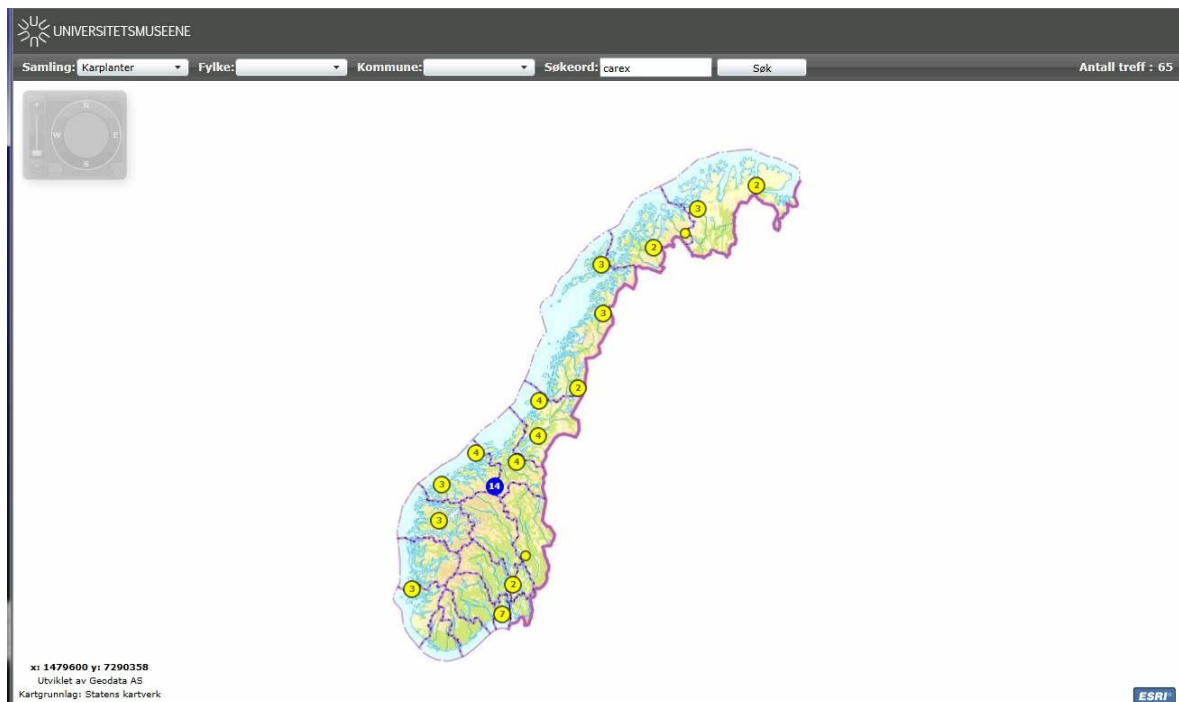 UNIVERSITETSMUSEENE
Samling: Karplanter Fylke: Kommune: Søkeord: carex Søk Antall treff : 65
N
W E
S
2
3
2
3
3
2
4
4
4
4
3
14
3
3
2
7
x: 1479600 y: 7290358
Utviklet av Geodata AS
Kartgrunnlag: Statens kartverk
ESRI